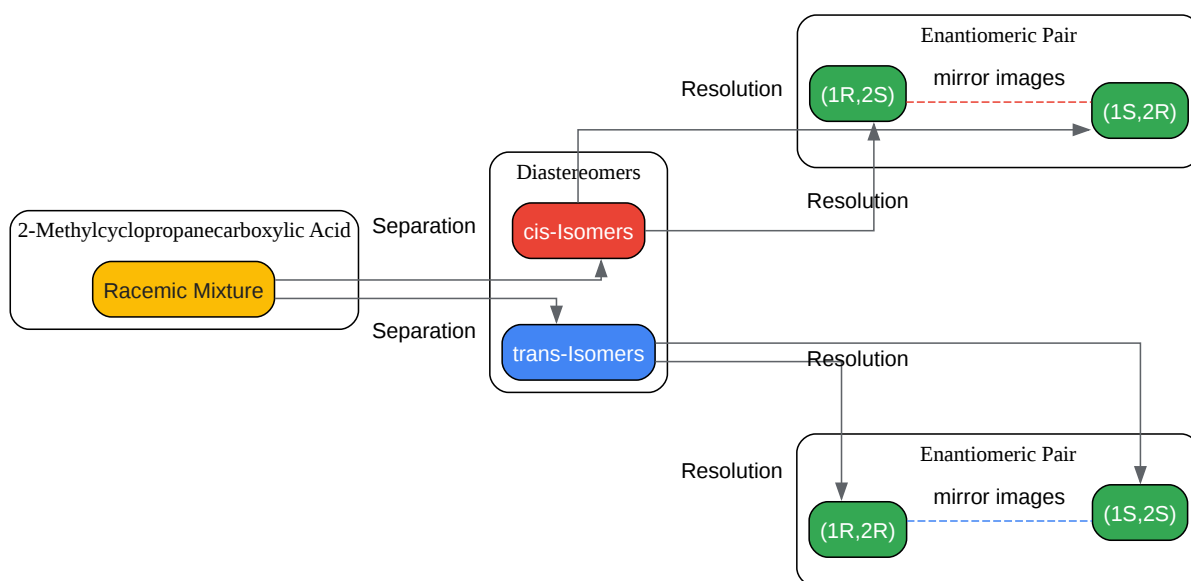 Enantiomeric Pair
mirror images
Resolution
(1R,2S)
(1S,2R)
Diastereomers
Resolution
2-Methylcyclopropanecarboxylic Acid
Separation
cis-Isomers
Racemic Mixture
Separation
trans-Isomers
Resolution
Enantiomeric Pair
Resolution
mirror images
(1R,2R)
(1S,2S)